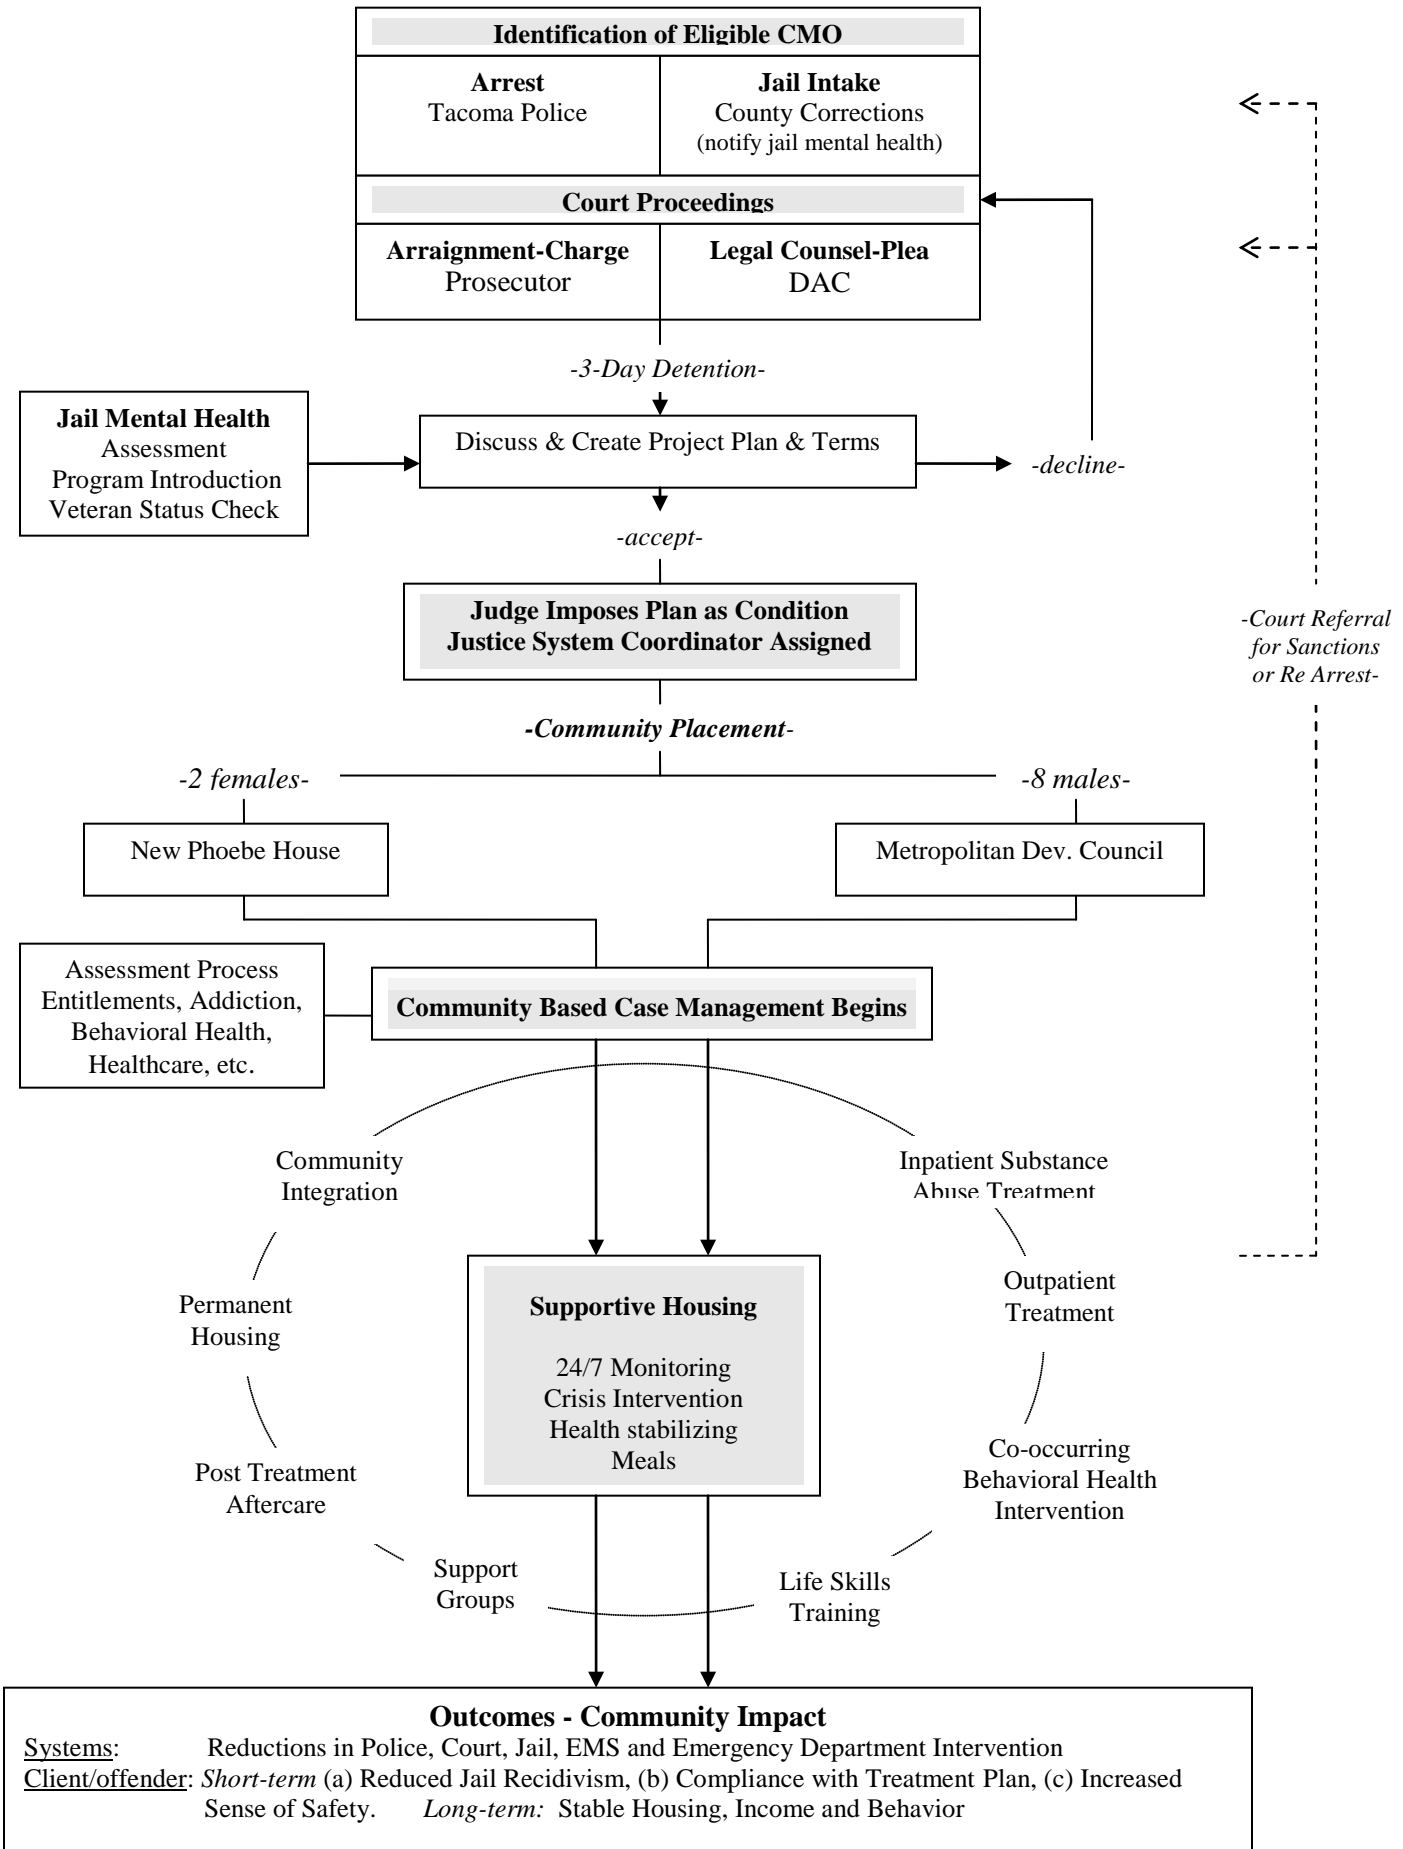 Identification of Eligible CMO
Arrest
Tacoma Police
Jail Intake
County Corrections
(notify jail mental health)
Court Proceedings
Arraignment-Charge
Prosecutor
Legal Counsel-Plea
DAC
-3-Day Detention-
Jail Mental Health
Assessment
Program Introduction
Veteran Status Check
Discuss & Create Project Plan & Terms
-decline-
-accept-
Judge Imposes Plan as Condition
Justice System Coordinator Assigned
-Court Referral
for Sanctions
or Re Arrest-
-Community Placement-
-2 females-
-8 males-
New Phoebe House
Metropolitan Dev. Council
Assessment Process
Entitlements, Addiction,
Behavioral Health,
Healthcare, etc.
Community Based Case Management Begins
Community
Integration
Inpatient Substance
Abuse Treatment
Permanent
Housing
Supportive Housing
24/7 Monitoring
Crisis Intervention
Health stabilizing
Meals
Outpatient
Treatment
Post Treatment
Aftercare
Co-occurring
Behavioral Health
Intervention
Support
Groups
Life Skills
Training
Outcomes - Community Impact
Systems: Reductions in Police, Court, Jail, EMS and Emergency Department Intervention
Client/offender: Short-term (a) Reduced Jail Recidivism, (b) Compliance with Treatment Plan, (c) Increased
Sense of Safety. Long-term: Stable Housing, Income and Behavior